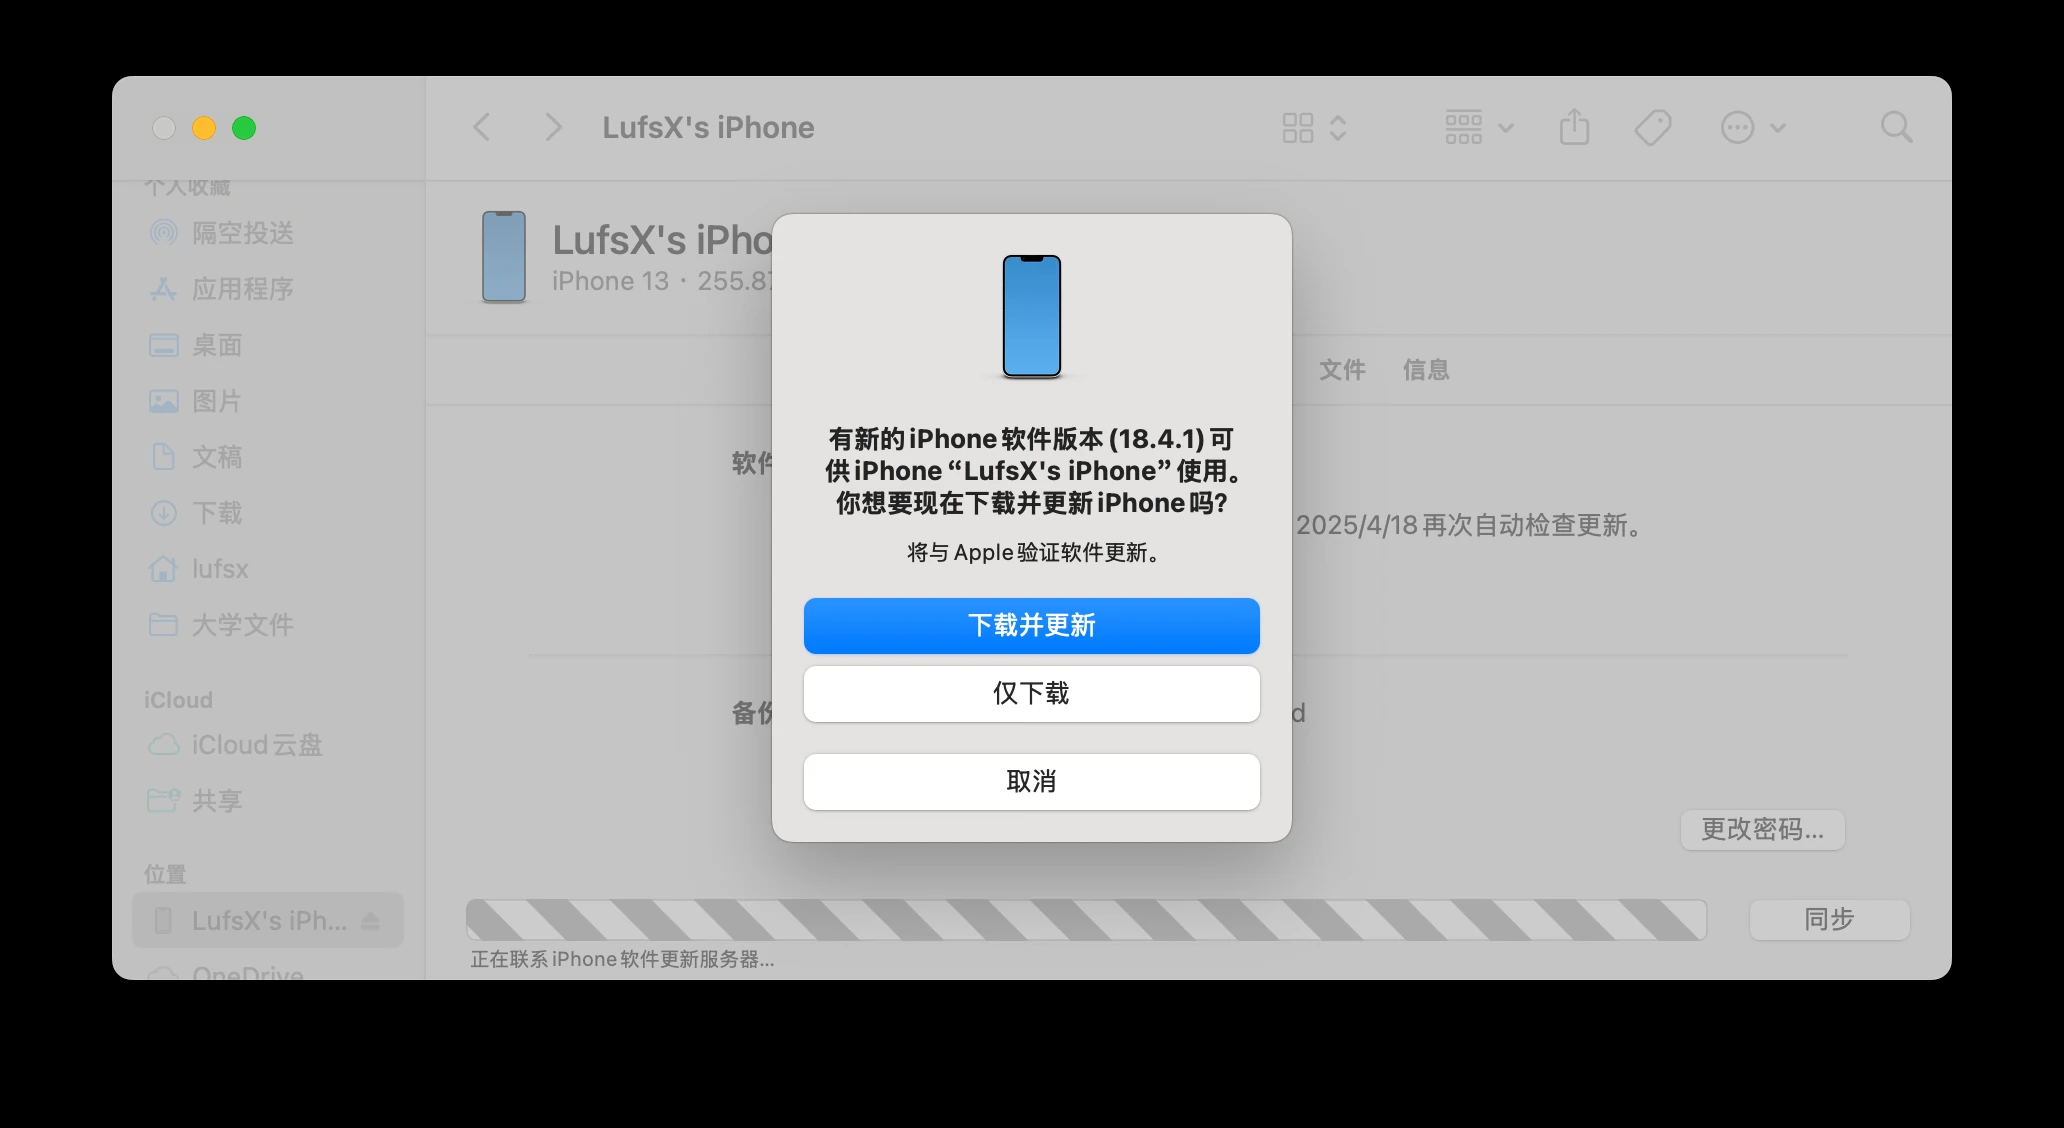 LufsX's iPhone
个人收藏
隔空投送
应用程序
桌面
图片
文稿
下载
lufsx
大学文件
iCloud
iCloud云盘
共享
位置
LufsX's iPh...
OneDrive
LufsX's iPho
iPhone 13 · 255.87
文件 信息
软件
2025/4/18再次自动检查更新。
备份
d
更改密码...
同步
正在联系iPhone软件更新服务器...
有新的iPhone软件版本(18.4.1)可
供iPhone“LufsX's iPhone”使用。
你想要现在下载并更新iPhone吗?
将与Apple验证软件更新。
下载并更新
仅下载
取消